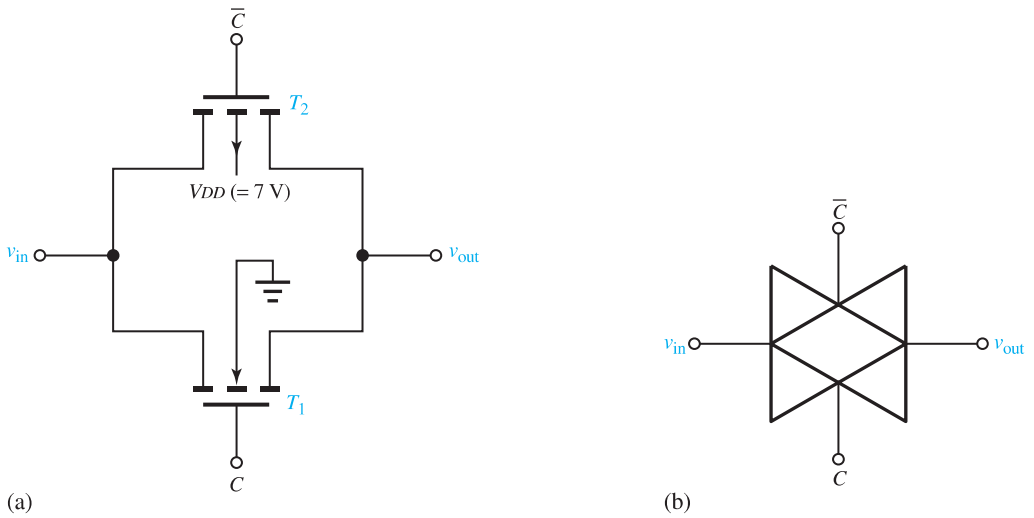 C̅
T₂
VDD (= 7 V)
vin
vout
T₁
C
(a)
C̅
vin
vout
C
(b)